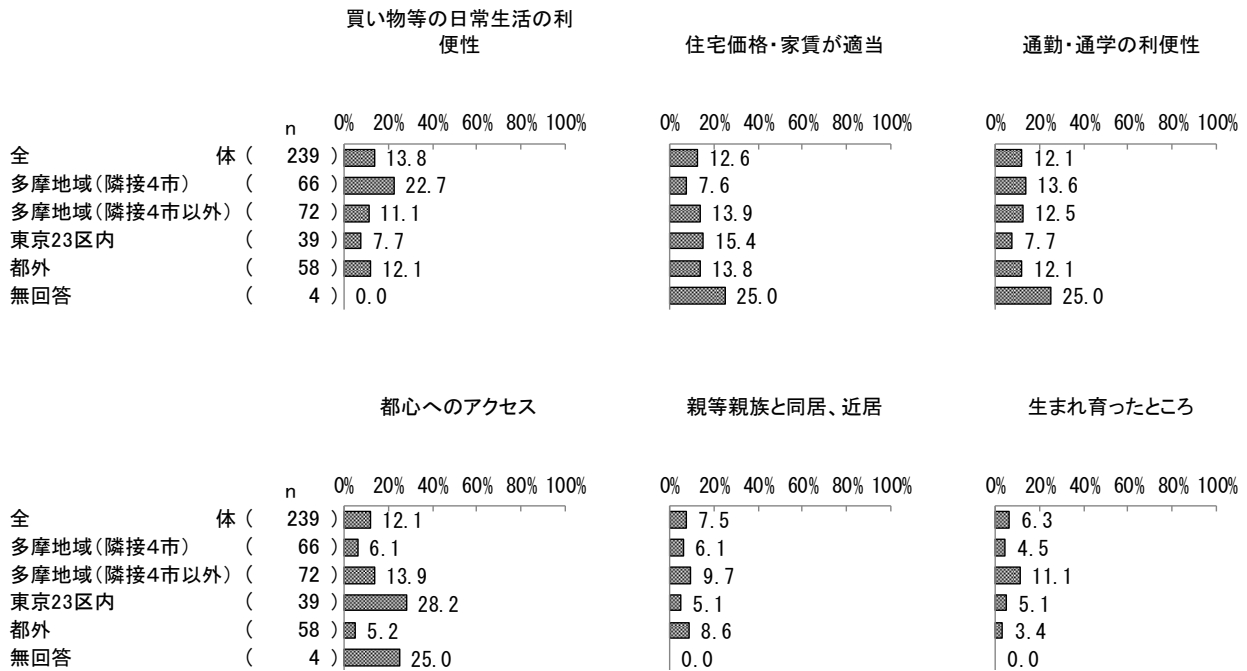 買い物等の日常生活の利
便性
住宅価格・家賃が適当
通勤・通学の利便性
n 0% 20% 40% 60% 80% 100% 0% 20% 40% 60% 80% 100% 0% 20% 40% 60% 80% 100%
全 体 ( 239 ) 13.8 12.6 12.1
多摩地域(隣接4市) ( 66 ) 22.7 7.6 13.6
多摩地域(隣接4市以外) ( 72 ) 11.1 13.9 12.5
東京23区内 ( 39 ) 7.7 15.4 7.7
都外 ( 58 ) 12.1 13.8 12.1
無回答 ( 4 ) 0.0 25.0 25.0
都心へのアクセス 親等親族と同居、近居 生まれ育ったところ
n 0% 20% 40% 60% 80% 100% 0% 20% 40% 60% 80% 100% 0% 20% 40% 60% 80% 100%
全 体 ( 239 ) 12.1 7.5 6.3
多摩地域(隣接4市) ( 66 ) 6.1 6.1 4.5
多摩地域(隣接4市以外) ( 72 ) 13.9 9.7 11.1
東京23区内 ( 39 ) 28.2 5.1 5.1
都外 ( 58 ) 5.2 8.6 3.4
無回答 ( 4 ) 25.0 0.0 0.0